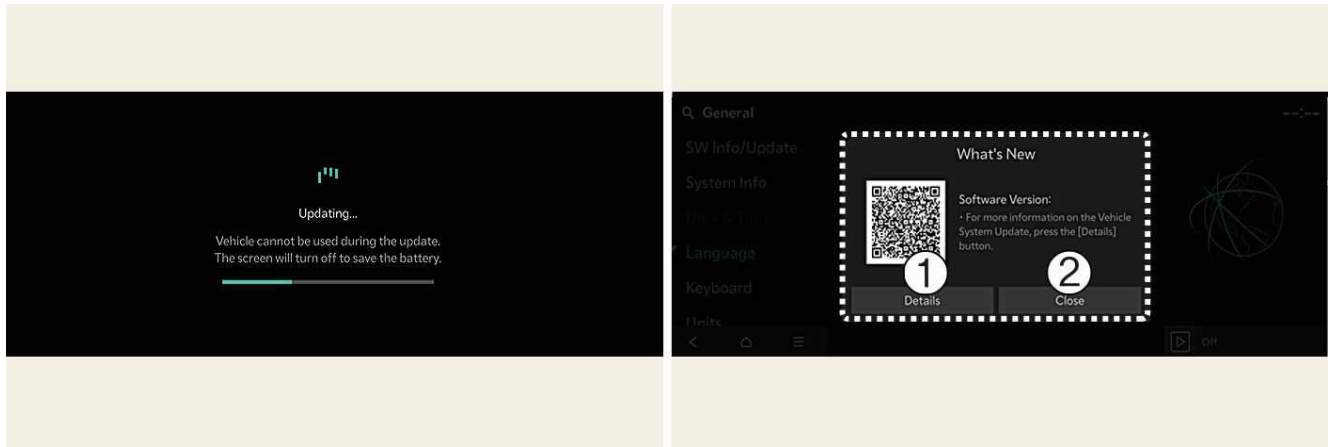 Updating...
Vehicle cannot be used during the update.
The screen will turn off to save the battery.
General
--:--
SW Info/Update
System Info
Date & Time
Language
Keyboard
Units
What's New
Software Version:
• For more information on the Vehicle
System Update, press the [Details]
button.
1
2
Details
Close
Off